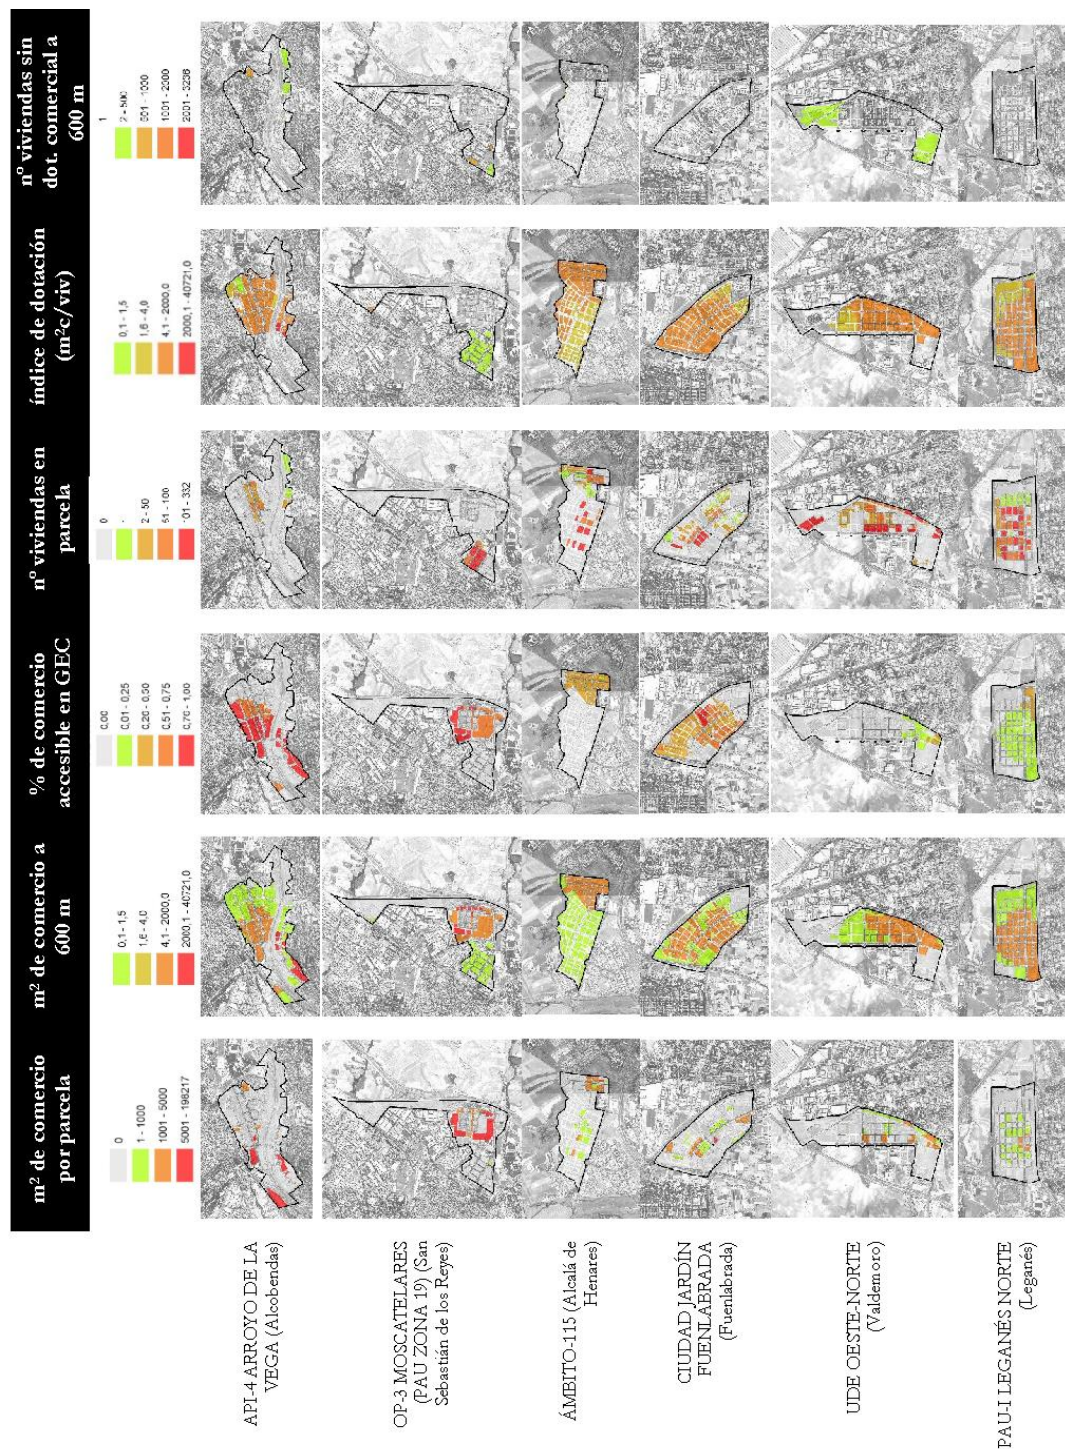 m² de comercio
por parcela
0
1 - 1000
1001 - 5000
5001 - 198217
m² de comercio a
600 m
0,1 - 1,5
1,6 - 4,0
4,1 - 2000,0
2000,1 - 40721,0
% de comercio
accesible en GEC
0,00
0,01 - 0,25
0,26 - 0,50
0,51 - 0,75
0,76 - 1,00
nº viviendas en
parcela
0
2 - 50
51 - 100
101 - 332
índice de dotación
(m²c/viv)
0,1 - 1,5
1,6 - 4,0
4,1 - 2000,0
2000,1 - 40721,0
nº viviendas sin
dot. comercial a
600 m
1
2 - 500
501 - 1000
1001 - 2000
2001 - 3236
API-4 ARROYO DE LA
VEGA (Alcobendas)
OP-3 MOSCATELARES
(PAU ZONA 19) (San
Sebastián de los Reyes)
ÁMBITO-115 (Alcalá de
Henares)
CIUDAD JARDÍN
FUENLABRADA
(Fuenlabrada)
UDE OESTE-NORTE
(Valdemoro)
PAU-I LEGANÉS NORTE
(Leganés)